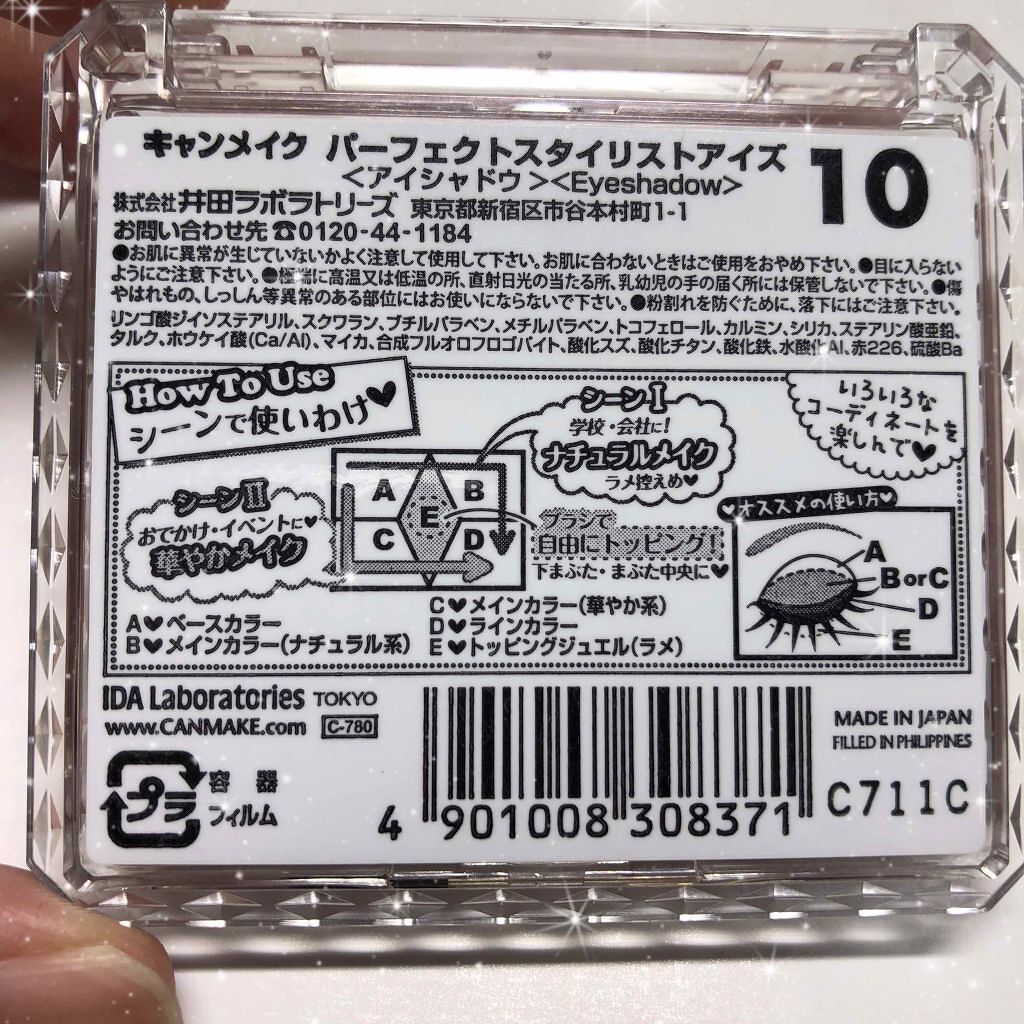 キャンメイク パーフェクトスタイリストアイズ 10
<アイシャドウ><Eyeshadow>
株式会社 井田ラボラトリーズ 東京都新宿区市谷本村町1-1
お問い合わせ先☎0120-44-1184
●お肌に異常が生じていないかよく注意して使用して下さい。お肌に合わないときはご使用をおやめ下さい。●目に入らない
ようにご注意下さい。●極端に高温又は低温の所、直射日光の当たる所、乳幼児の手の届く所には保管しないで下さい。●傷
やはれもの、しっしん等異常のある部位にはお使いにならないで下さい。●粉割れを防ぐために、落下にはご注意下さい。
リンゴ酸ジイソステアリル、スクワラン、ブチルパラベン、メチルパラベン、トコフェロール、カルミン、シリカ、ステアリン酸亜鉛、
タルク、ホウケイ酸(Ca/Al)、マイカ、合成フルオロフロゴパイト、酸化スズ、酸化チタン、酸化鉄、水酸化Al、赤226、硫酸Ba
How To Use
シーンで使いわけ♥
シーンI
学校・会社に!
ナチュラルメイク
ラメ控えめ♥
いろいろな
コーディネートを
楽しんで♥
シーンII
おでかけ・イベントに♥
華やかメイク
A
B
E
C
D
ブラシで
自由にトッピング!
下まぶた・まぶた中央に♥
♥オススメの使い方♥
A
B or C
D
E
A♥ベースカラー
B♥メインカラー(ナチュラル系)
C♥メインカラー(華やか系)
D♥ラインカラー
E♥トッピングジュエル(ラメ)
IDA Laboratories TOKYO
www.CANMAKE.com C-780
プラ
容器
フィルム
4 901008 308371
MADE IN JAPAN
FILLED IN PHILIPPINES
C711C